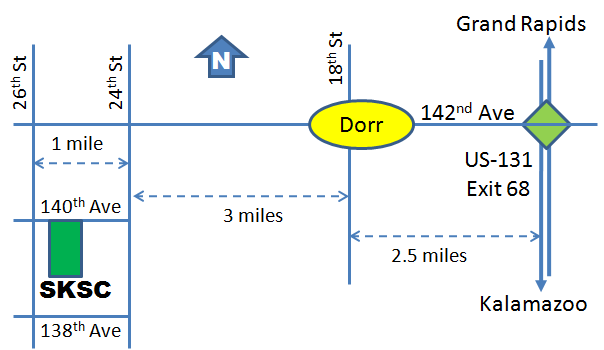 Grand Rapids
26th St
24th St
N
18th St
142nd Ave
Dorr
1 mile
US-131
Exit 68
140th Ave
3 miles
2.5 miles
SKSC
Kalamazoo
138th Ave